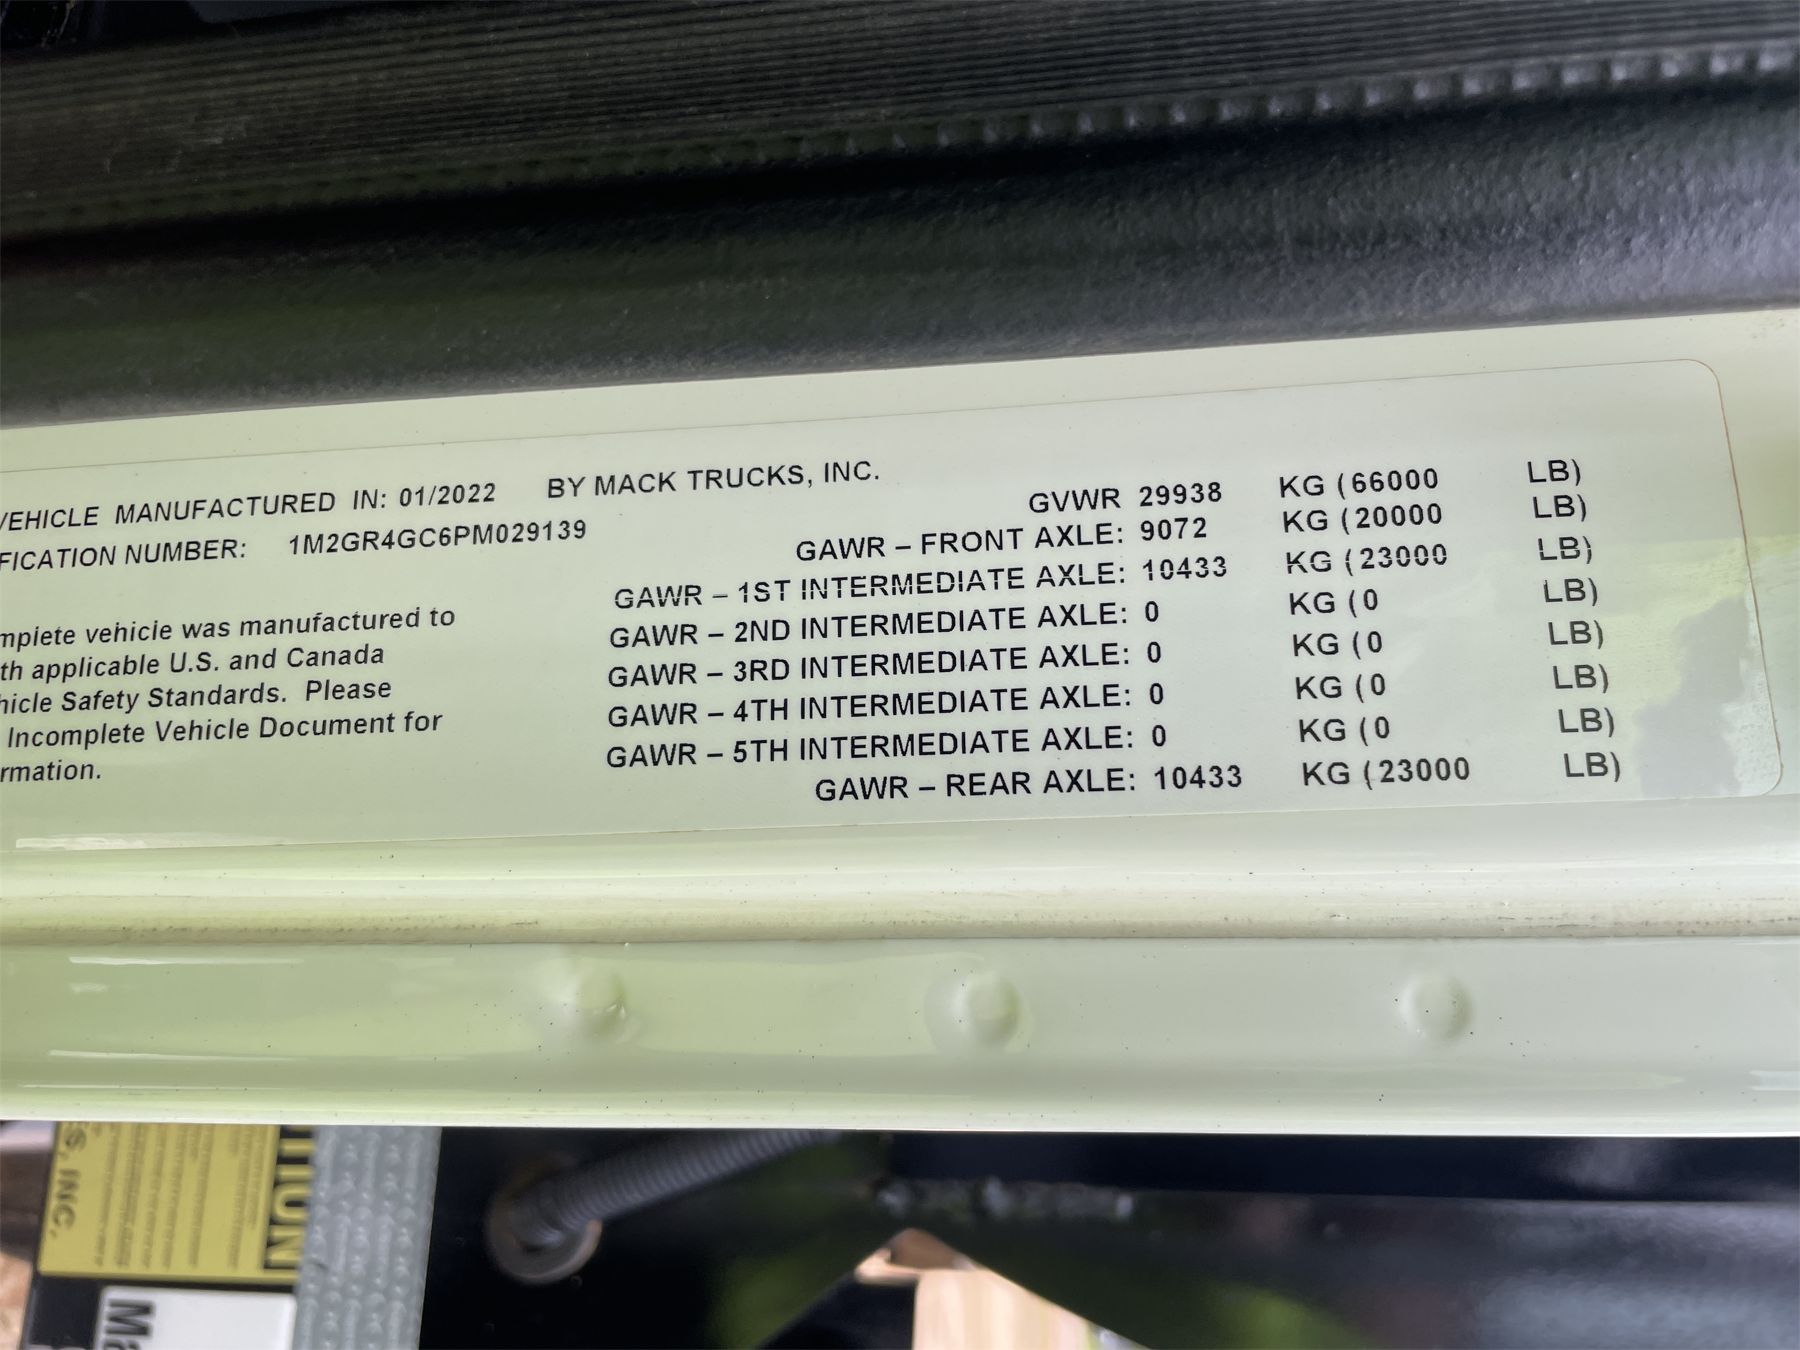 VEHICLE MANUFACTURED IN: 01/2022 BY MACK TRUCKS, INC.
FICATION NUMBER: 1M2GR4GC6PM029139
GVWR 29938 KG (66000 LB)
GAWR – FRONT AXLE: 9072 KG (20000 LB)
GAWR – 1ST INTERMEDIATE AXLE: 10433 KG (23000 LB)
GAWR – 2ND INTERMEDIATE AXLE: 0 KG (0 LB)
GAWR – 3RD INTERMEDIATE AXLE: 0 KG (0 LB)
GAWR – 4TH INTERMEDIATE AXLE: 0 KG (0 LB)
GAWR – 5TH INTERMEDIATE AXLE: 0 KG (0 LB)
GAWR – REAR AXLE: 10433 KG (23000 LB)
mplete vehicle was manufactured to
th applicable U.S. and Canada
hicle Safety Standards. Please
Incomplete Vehicle Document for
rmation.
S, INC.
TION
Ma